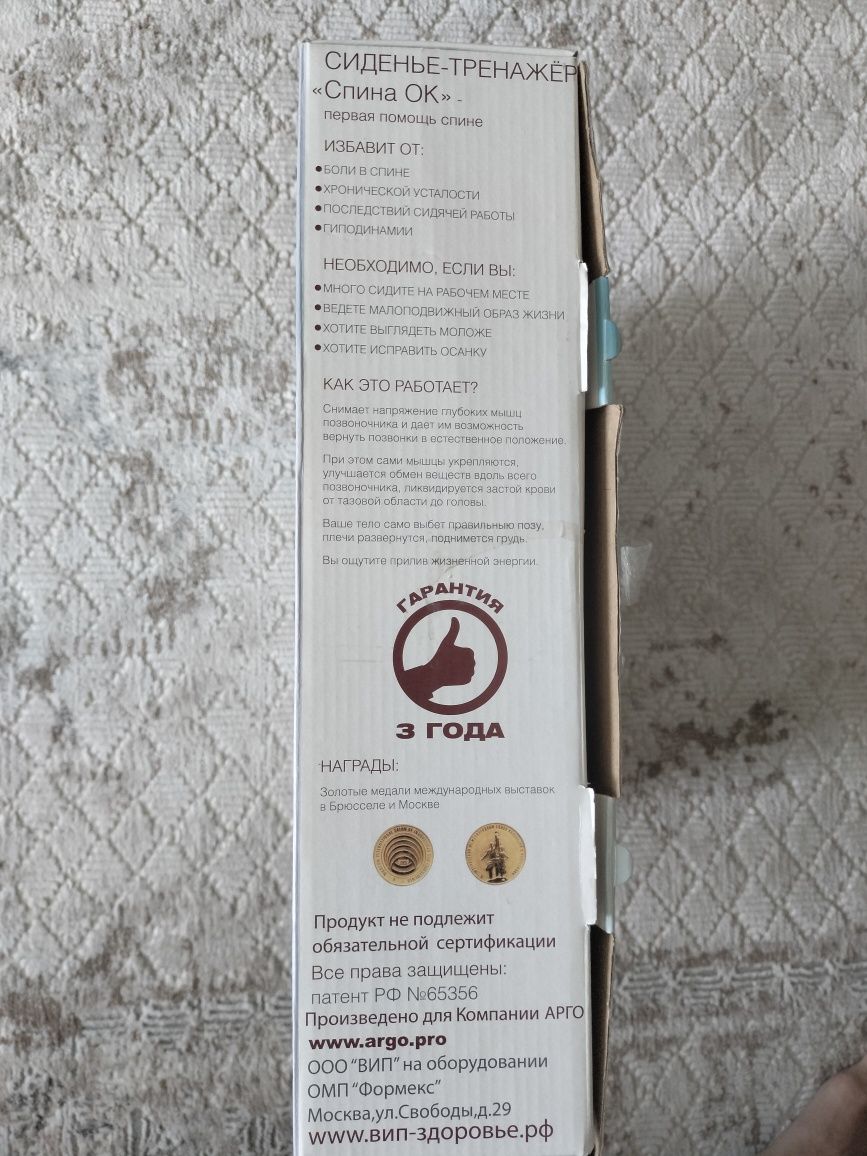 СИДЕНЬЕ-ТРЕНАЖЁР
«Спина ОК» -
первая помощь спине
ИЗБАВИТ ОТ:
•БОЛИ В СПИНЕ
•ХРОНИЧЕСКОЙ УСТАЛОСТИ
•ПОСЛЕДСТВИЙ СИДЯЧЕЙ РАБОТЫ
•ГИПОДИНАМИИ
НЕОБХОДИМО, ЕСЛИ ВЫ:
•МНОГО СИДИТЕ НА РАБОЧЕМ МЕСТЕ
•ВЕДЕТЕ МАЛОПОДВИЖНЫЙ ОБРАЗ ЖИЗНИ
•ХОТИТЕ ВЫГЛЯДЕТЬ МОЛОЖЕ
•ХОТИТЕ ИСПРАВИТЬ ОСАНКУ
КАК ЭТО РАБОТАЕТ?
Снимает напряжение глубоких мышц
позвоночника и дает им возможность
вернуть позвонки в естественное положение.
При этом сами мышцы укрепляются,
улучшается обмен веществ вдоль всего
позвоночника, ликвидируется застой крови
от тазовой области до головы.
Ваше тело само выбет правильную позу,
плечи развернутся, поднимется грудь.
Вы ощутите прилив жизненной энергии.
ГАРАНТИЯ
3 ГОДА
НАГРАДЫ:
Золотые медали международных выставок
в Брюсселе и Москве
Продукт не подлежит
обязательной сертификации
Все права защищены:
патент РФ №65356
Произведено для Компании АРГО
www.argo.pro
ООО "ВИП" на оборудовании
ОМП "Формекс"
Москва,ул.Свободы,д.29
www.вип-здоровье.рф